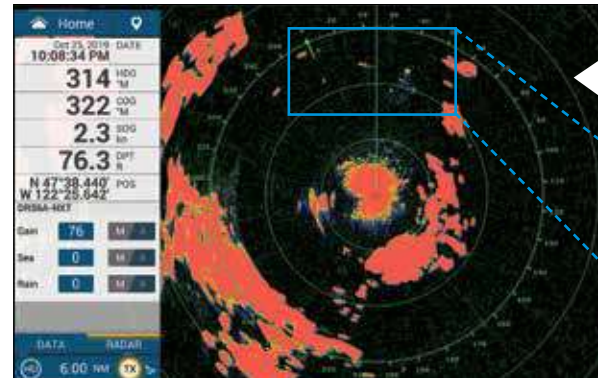 Home
Oct 25, 2019 DATE
10:08:34 PM
314 HDG °M
322 COG °M
2.3 SOG kn
76.3 DPT ft
N 47°38.440' POS
W 122°25.642'
DRS6A-NXT
Gain 76 M A
Sea 0 M A
Rain 0 M A
DATA RADAR
HU 6.00 NM TX